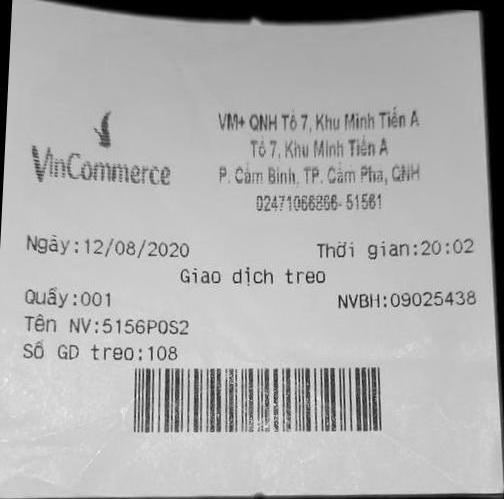 VinCommerce
VM+ QNH Tổ 7, Khu Minh Tiến A
Tổ 7, Khu Minh Tiến A
P. Cẩm Bình, TP. Cẩm Phả, QNH
02471066866-51561
Ngày:12/08/2020 Thời gian:20:02
Giao dịch treo
Quầy:001 NVBH:09025438
Tên NV:5156POS2
Số GD treo:108